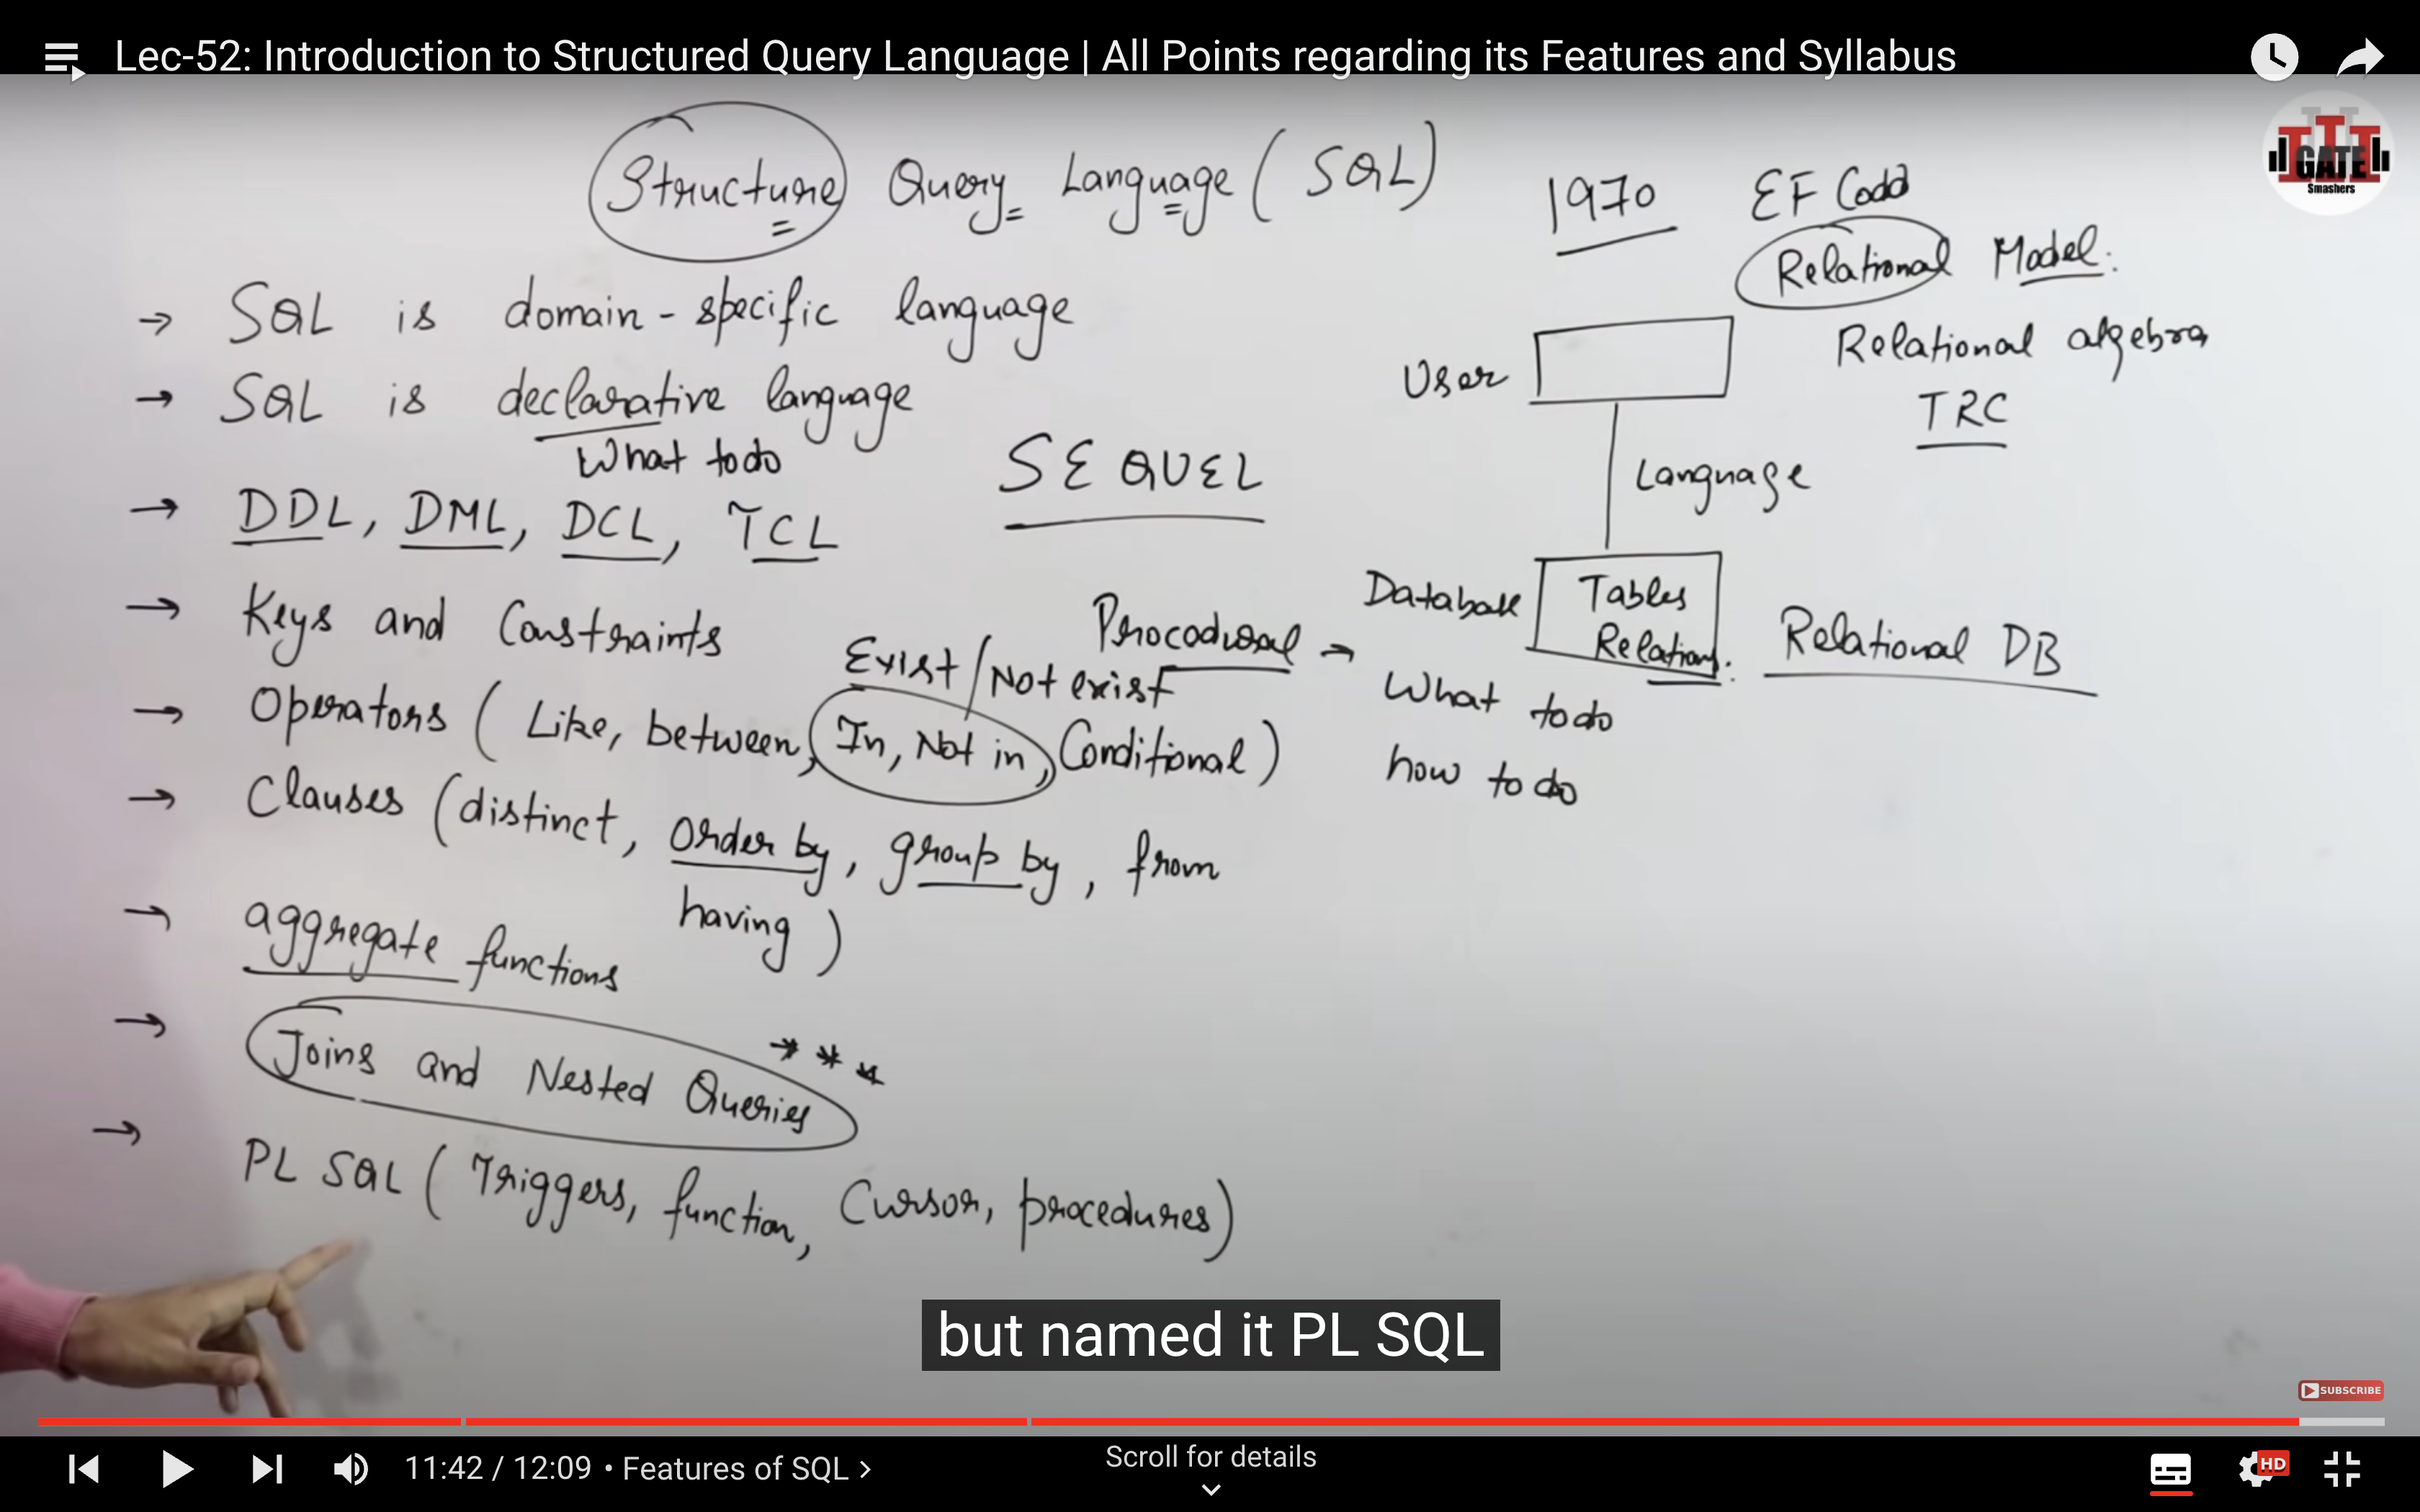 Lec-52: Introduction to Structured Query Language | All Points regarding its Features and Syllabus
GATE
Smashers
Structure Query Language (SQL)
1970 EF Codd
Relational Model.
Relational algebra
TRC
User
Language
Database
Tables
Relations.
Relational DB
→ SQL is domain-specific language
→ SQL is declarative language
What to do
SEQUEL
→ DDL, DML, DCL, TCL
→ Keys and Constraints
Procedural →
What to do
how to do
Exist/Not exist
→ Operators (Like, between, In, Not in, Conditional)
→ Clauses (distinct, Order by, group by, from
having)
→ aggregate functions
→ Joins and Nested Queries ***
→ PL SQL (Triggers, function, Cursor, procedures)
but named it PL SQL
SUBSCRIBE
11:42 / 12:09 • Features of SQL >
Scroll for details
HD